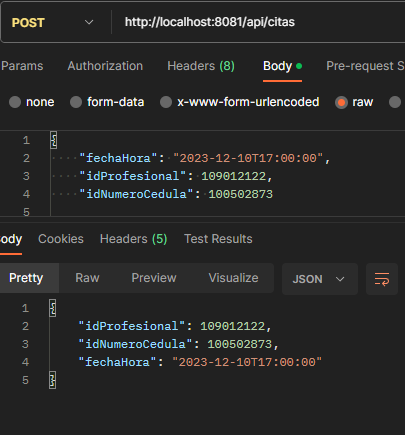 POST http://localhost:8081/api/citas
Params Authorization Headers (8) Body Pre-request S
none form-data x-www-form-urlencoded raw
1 {
2 "fechaHora": "2023-12-10T17:00:00",
3 "idProfesional": 109012122,
4 "idNumeroCedula": 100502873
5
Body Cookies Headers (5) Test Results
Pretty Raw Preview Visualize JSON
1 {
2 "idProfesional": 109012122,
3 "idNumeroCedula": 100502873,
4 "fechaHora": "2023-12-10T17:00:00"
5 }